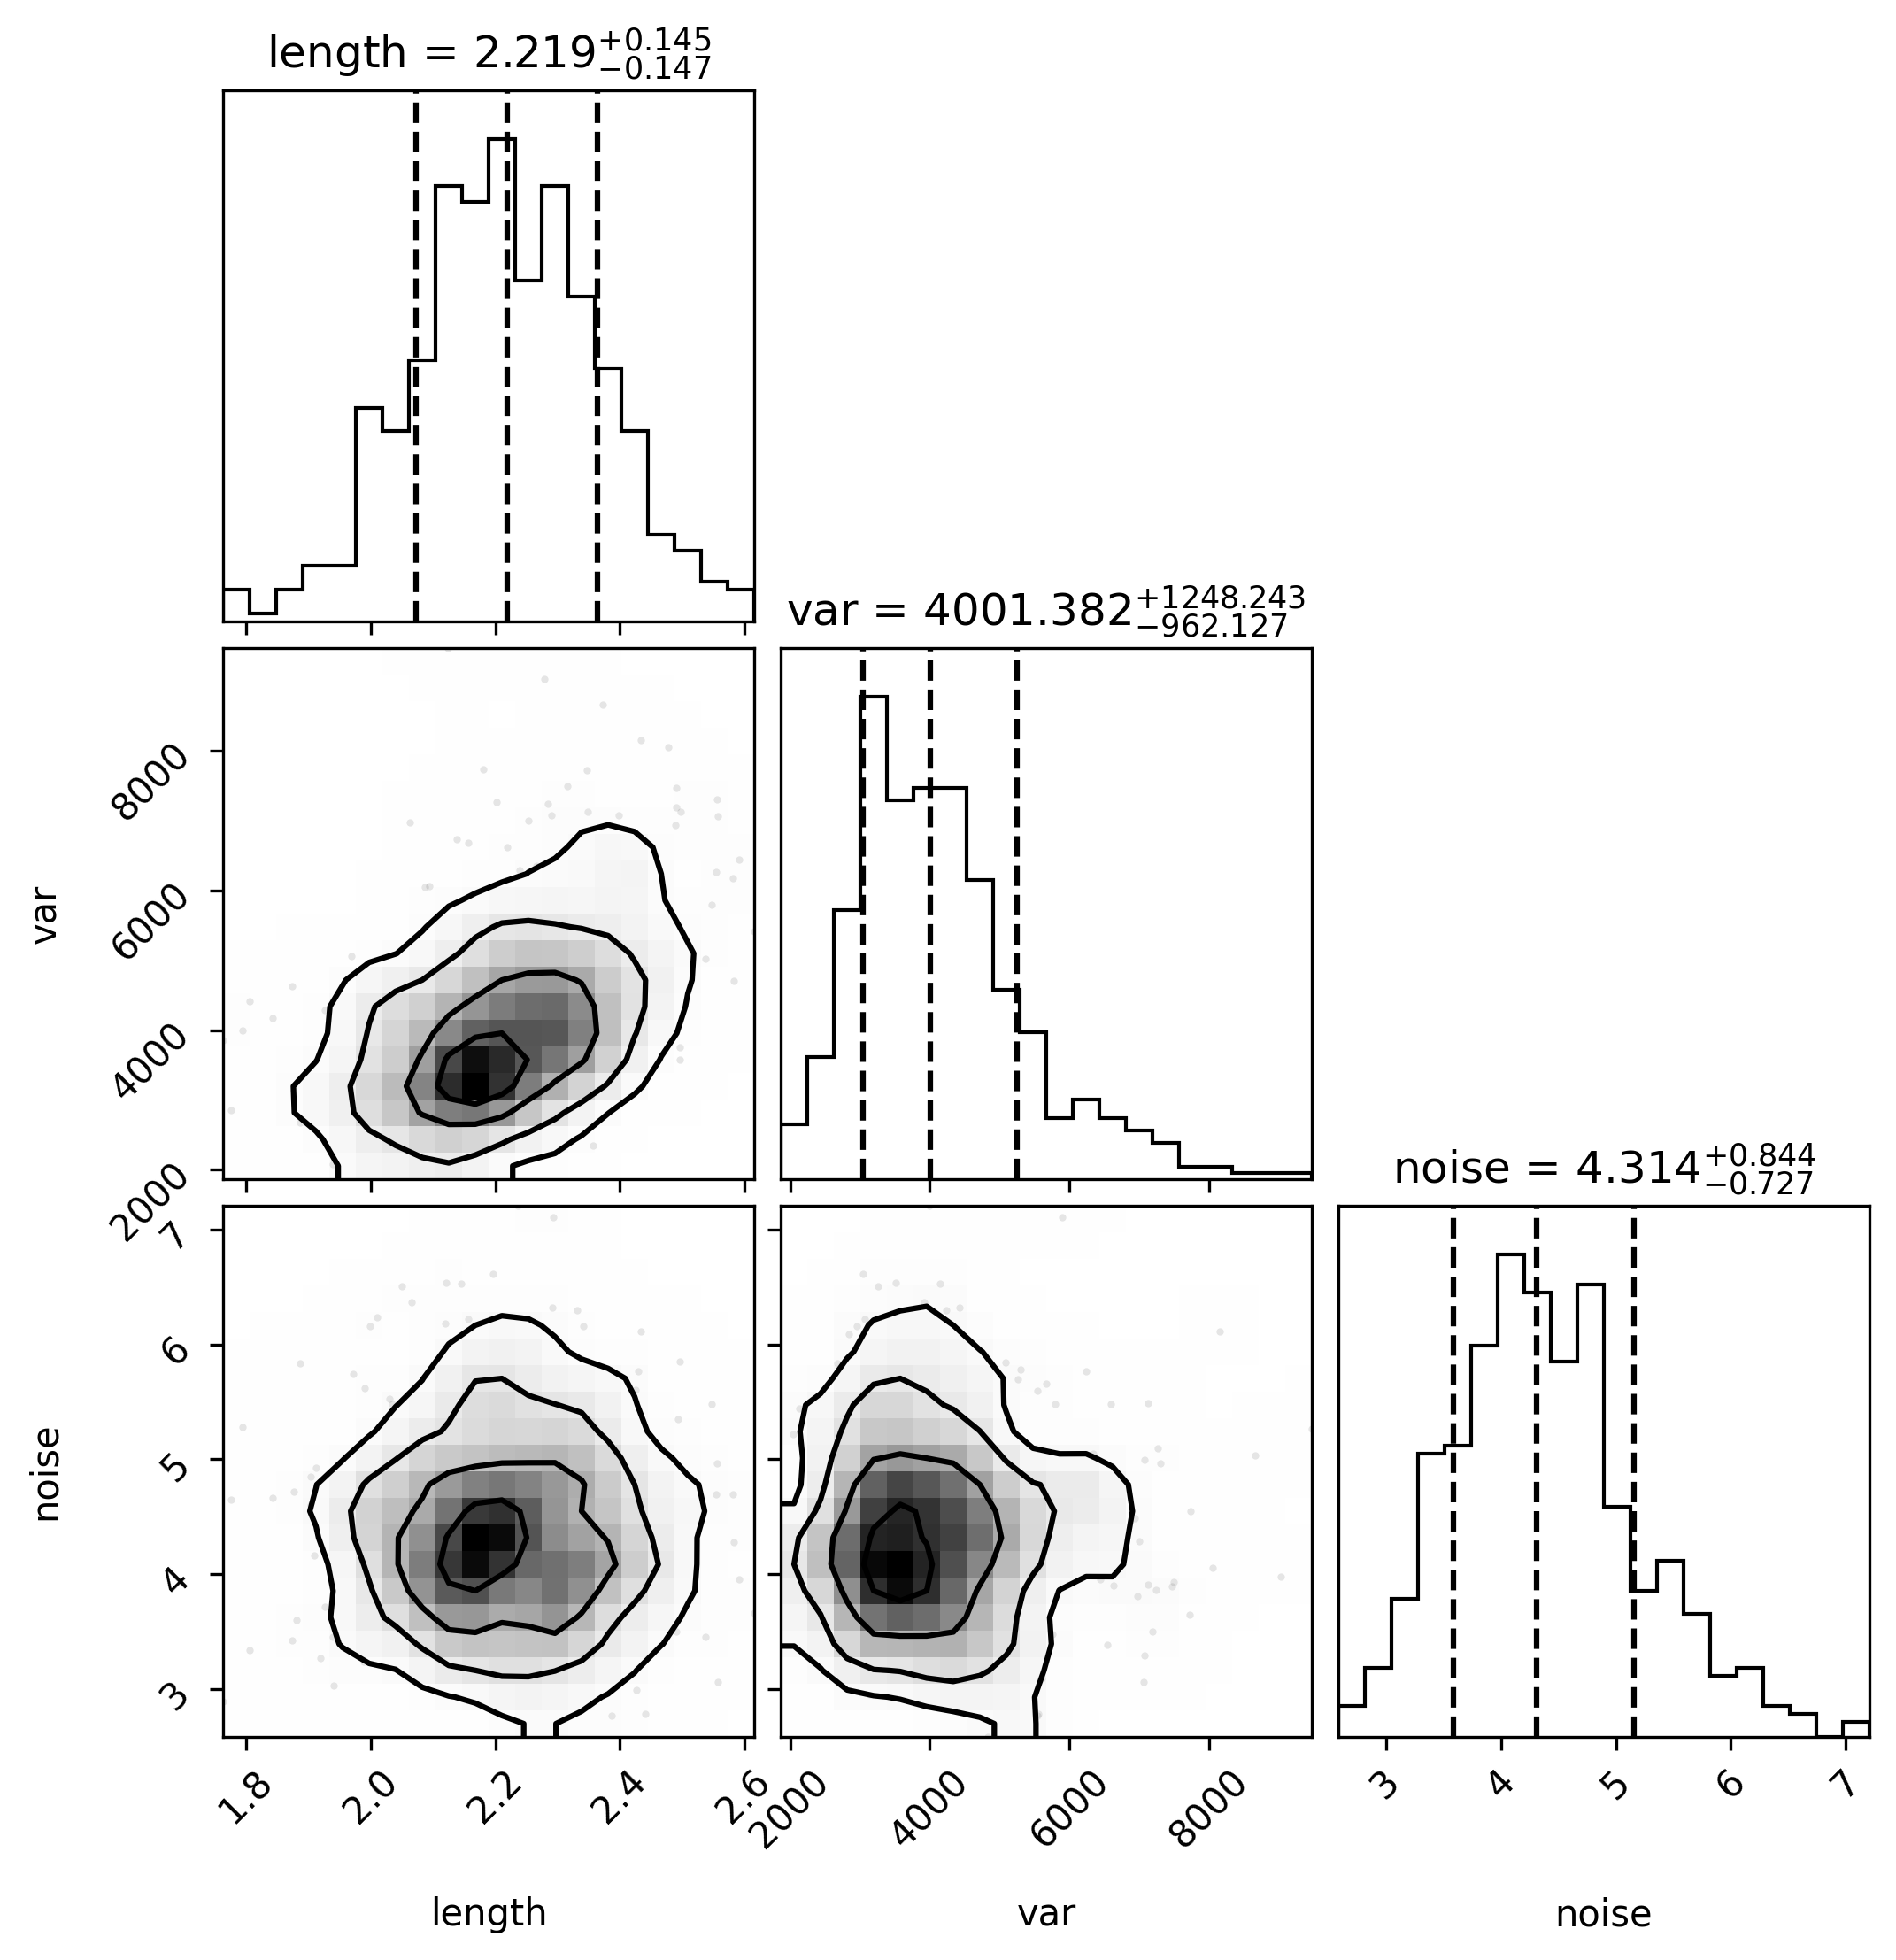 length = 2.219+0.145 −0.147
var = 4001.382+1248.243 −962.127
8000
6000
4000
2000
var
noise = 4.314+0.844 −0.727
7
6
5
4
3
noise
1.8 2.0 2.2 2.4 2.6
2000 4000 6000 8000
3 4 5 6 7
length var noise